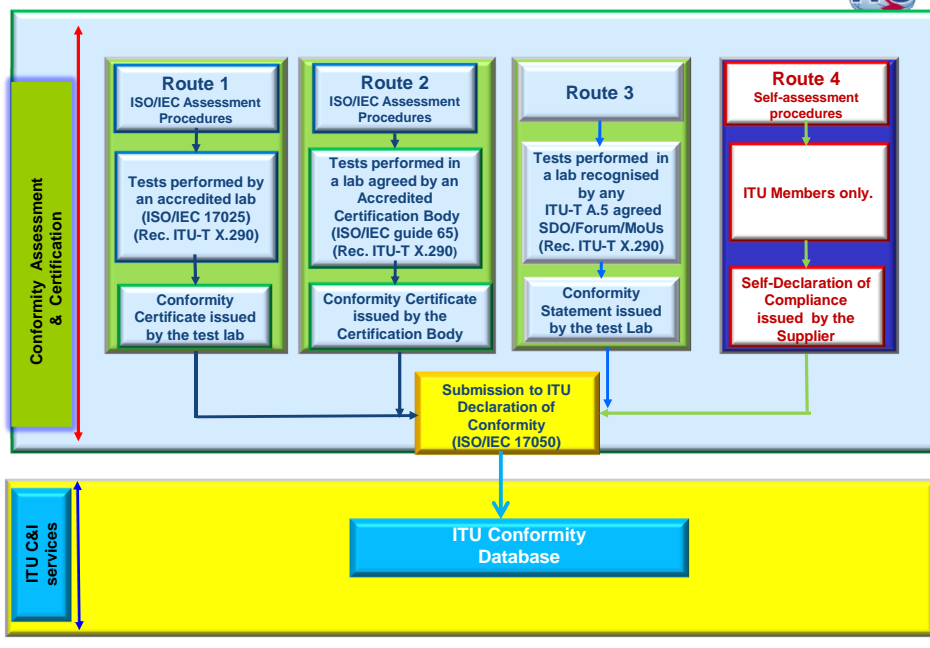 Conformity Assessment
& Certification
Route 1
ISO/IEC Assessment
Procedures
Tests performed by
an accredited lab
(ISO/IEC 17025)
(Rec. ITU-T X.290)
Conformity
Certificate issued
by the test lab
Route 2
ISO/IEC Assessment
Procedures
Tests performed in
a lab agreed by an
Accredited
Certification Body
(ISO/IEC guide 65)
(Rec. ITU-T X.290)
Conformity Certificate
issued by the
Certification Body
Route 3
Tests performed in
a lab recognised
by any
ITU-T A.5 agreed
SDO/Forum/MoUs
(Rec. ITU-T X.290)
Conformity
Statement issued
by the test Lab
Route 4
Self-assessment
procedures
ITU Members only.
Self-Declaration of
Compliance
issued by the
Supplier
Submission to ITU
Declaration of
Conformity
(ISO/IEC 17050)
ITU C&I
services
ITU Conformity
Database